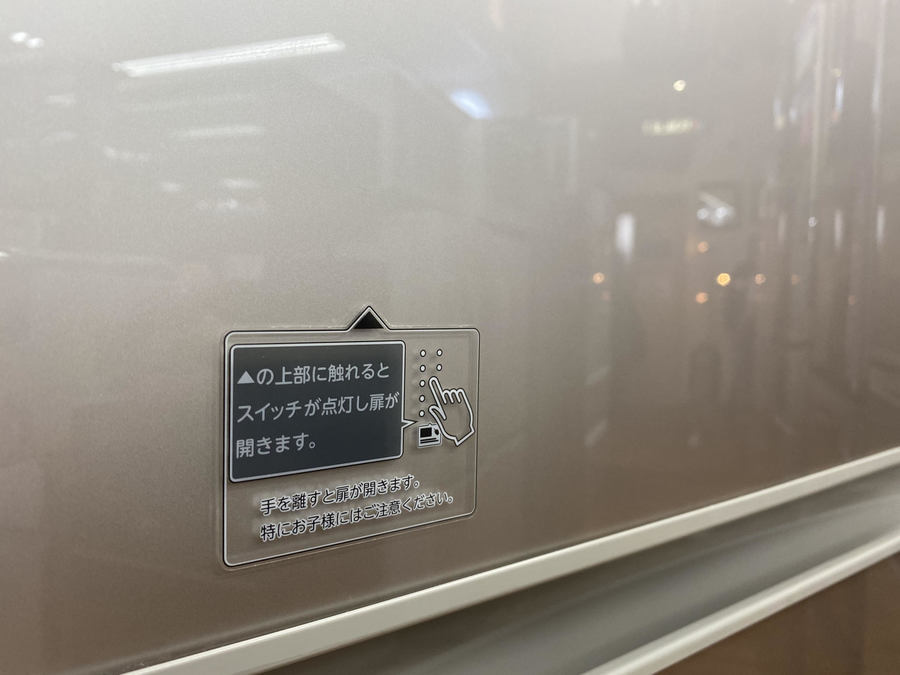 ▲の上部に触れると
スイッチが点灯し扉が
開きます。
手を離すと扉が開きます。
特にお子様にはご注意ください。